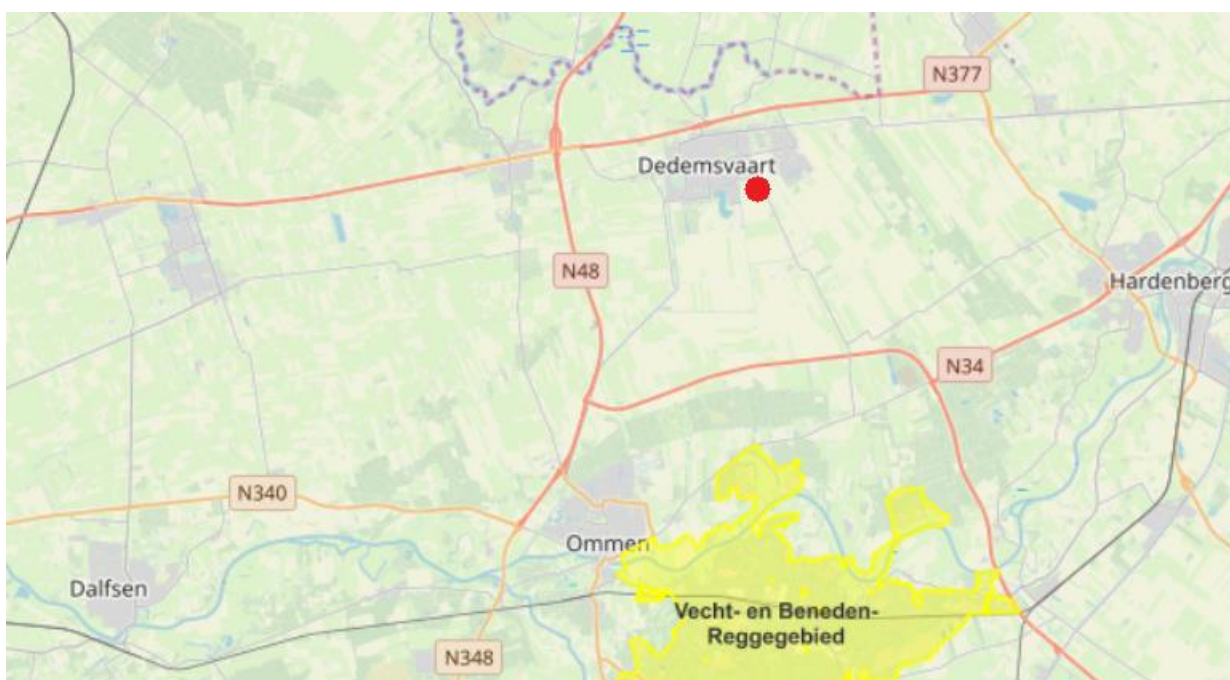 N377
Dedemsvaart
N48
Hardenberg
N34
N340
Ommen
Dalfsen
Vecht- en Beneden-
Reggegebied
N348